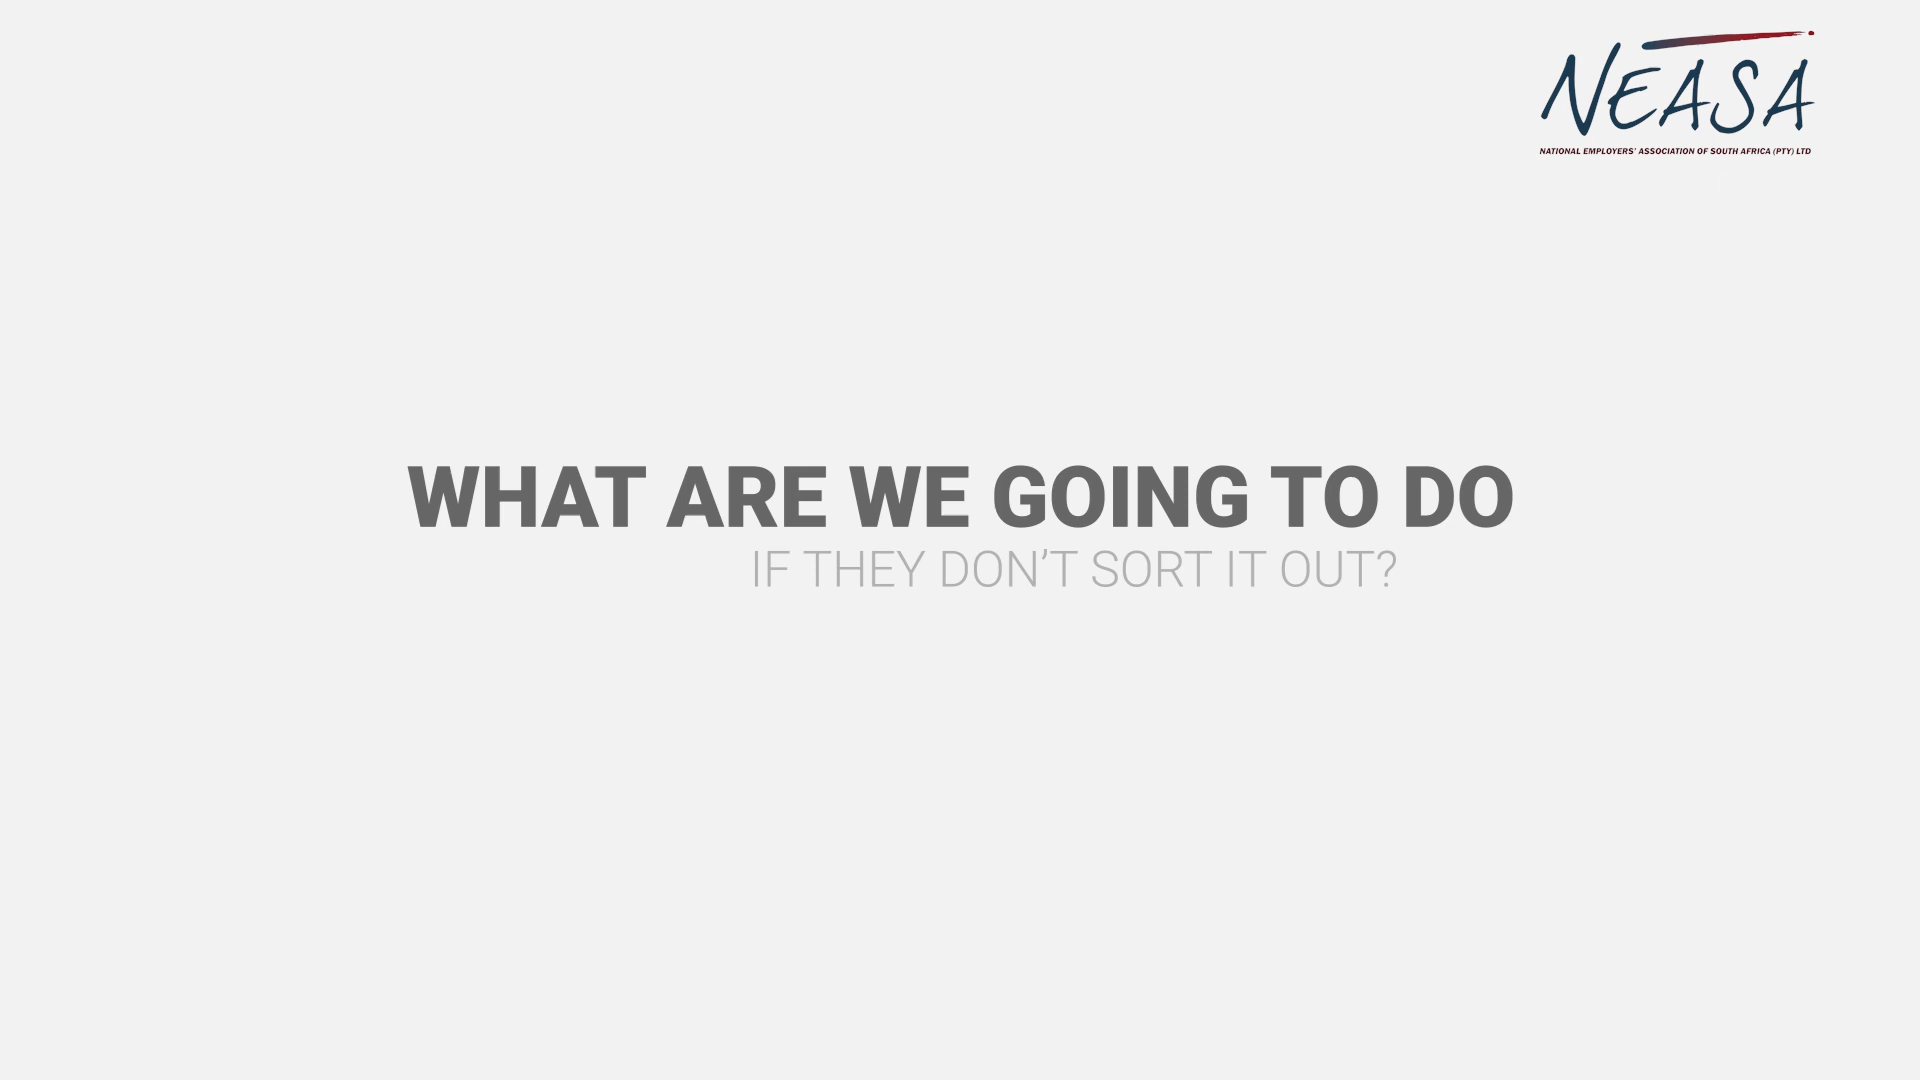 NEASA
NATIONAL EMPLOYERS' ASSOCIATION OF SOUTH AFRICA (PTY) LTD
WHAT ARE WE GOING TO DO
IF THEY DON’T SORT IT OUT?